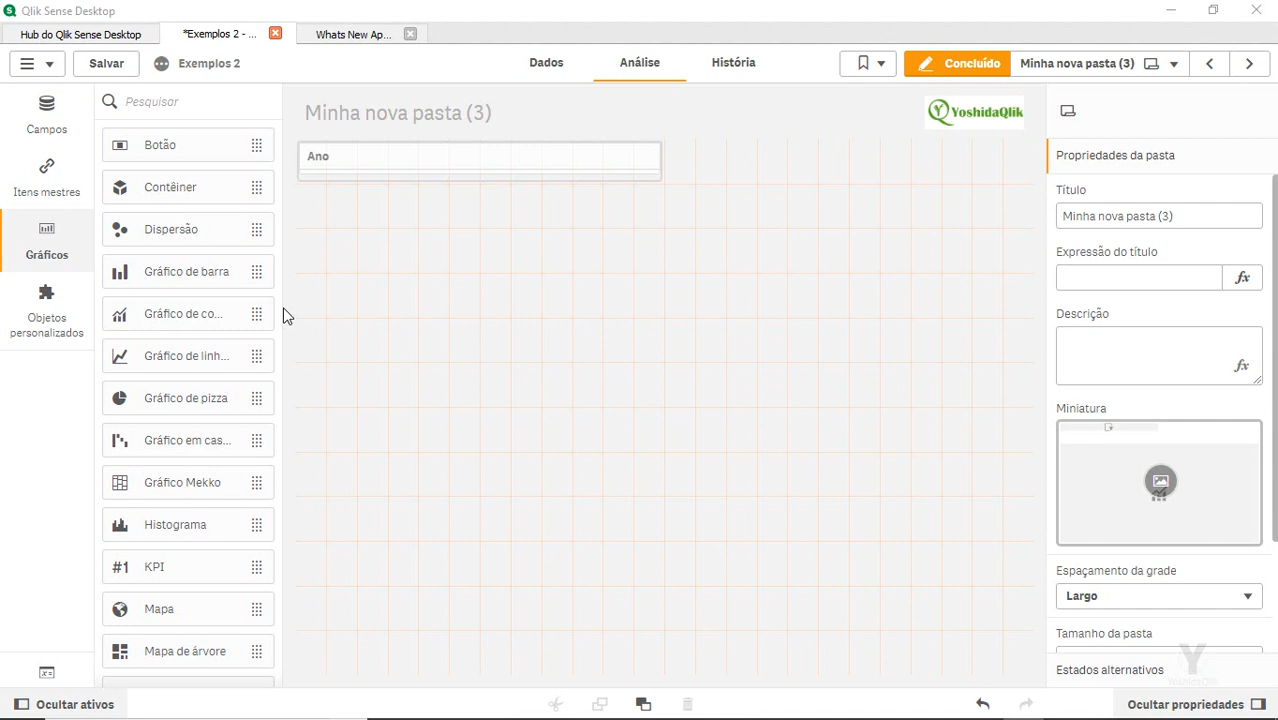 Qlik Sense Desktop
Hub do Qlik Sense Desktop
*Exemplos 2 - ...
Whats New Ap...
Salvar
Exemplos 2
Dados
Análise
História
Concluído
Minha nova pasta (3)
Campos
Itens mestres
Gráficos
Objetos
personalizados
Pesquisar
Botão
Contêiner
Dispersão
Gráfico de barra
Gráfico de co...
Gráfico de linh...
Gráfico de pizza
Gráfico em cas...
Gráfico Mekko
Histograma
#1 KPI
Mapa
Mapa de árvore
Minha nova pasta (3)
YoshidaQlik
Ano
Propriedades da pasta
Título
Minha nova pasta (3)
Expressão do título
fx
Descrição
fx
Miniatura
Espaçamento da grade
Largo
Tamanho da pasta
Estados alternativos
Y
YoshidaQlik
Ocultar ativos
Ocultar propriedades